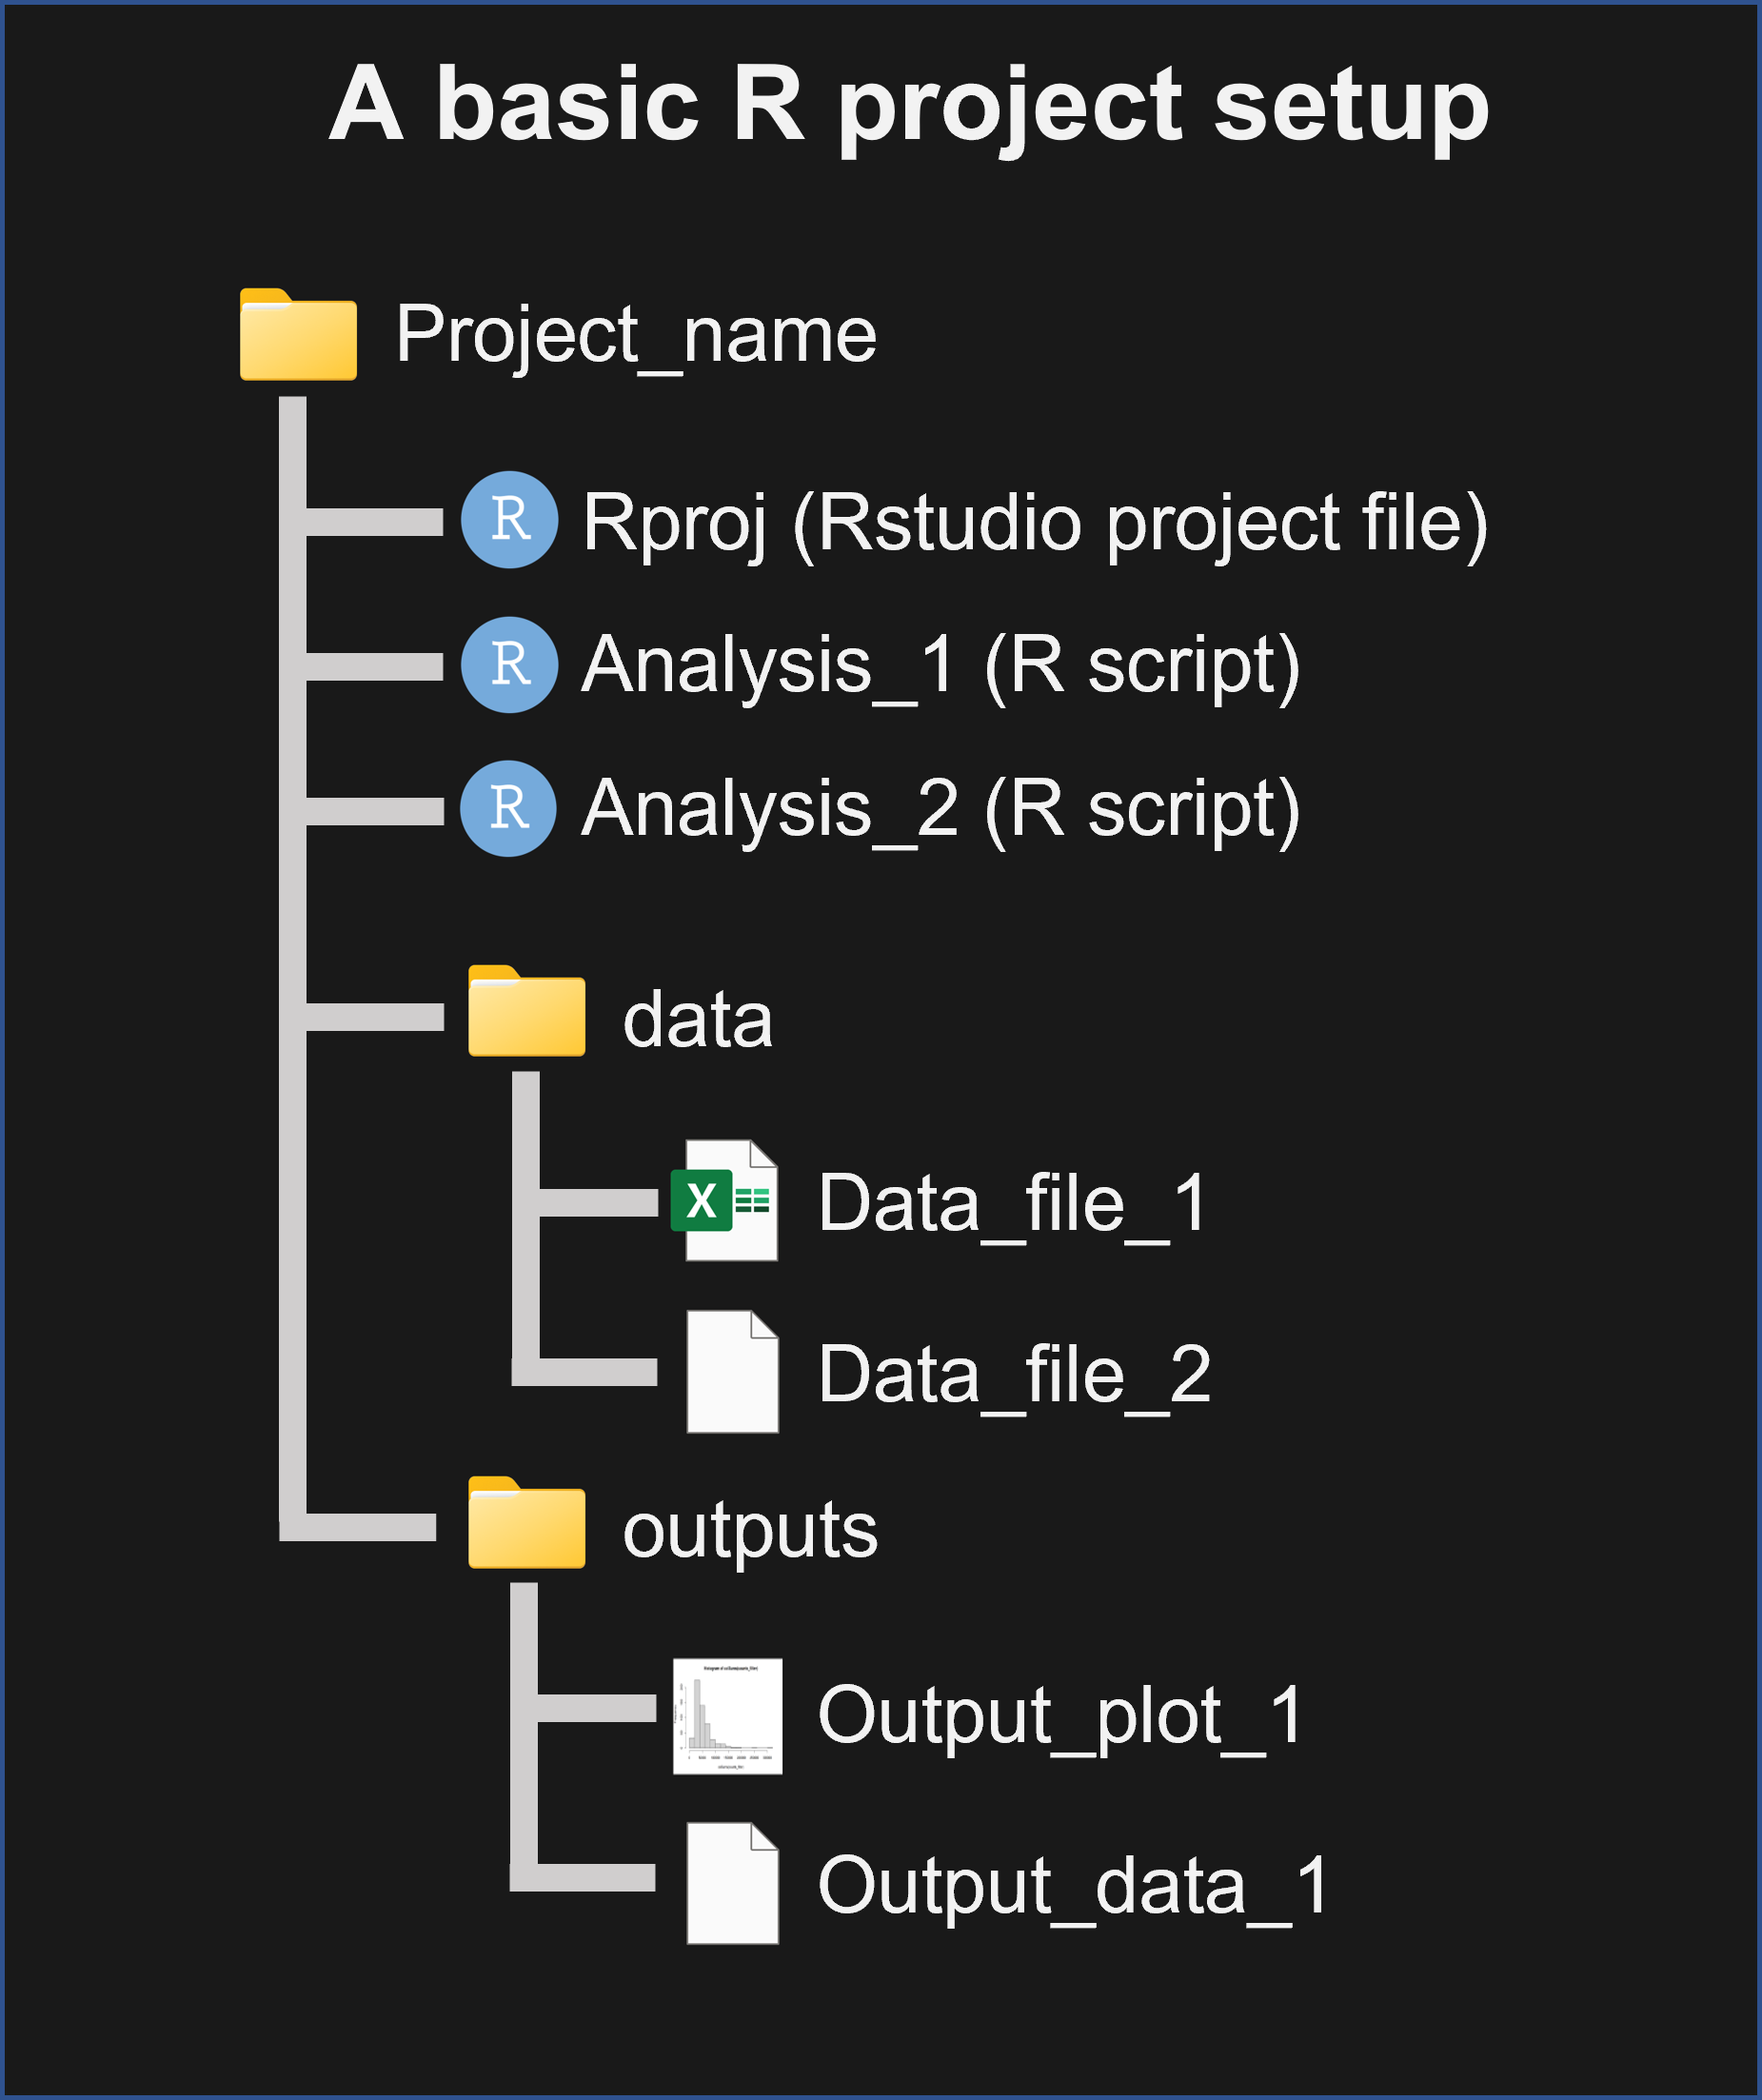 A basic R project setup
Project_name
R Rproj (Rstudio project file)
R Analysis_1 (R script)
R Analysis_2 (R script)
data
X Data_file_1
Data_file_2
outputs
Output_plot_1
Output_data_1